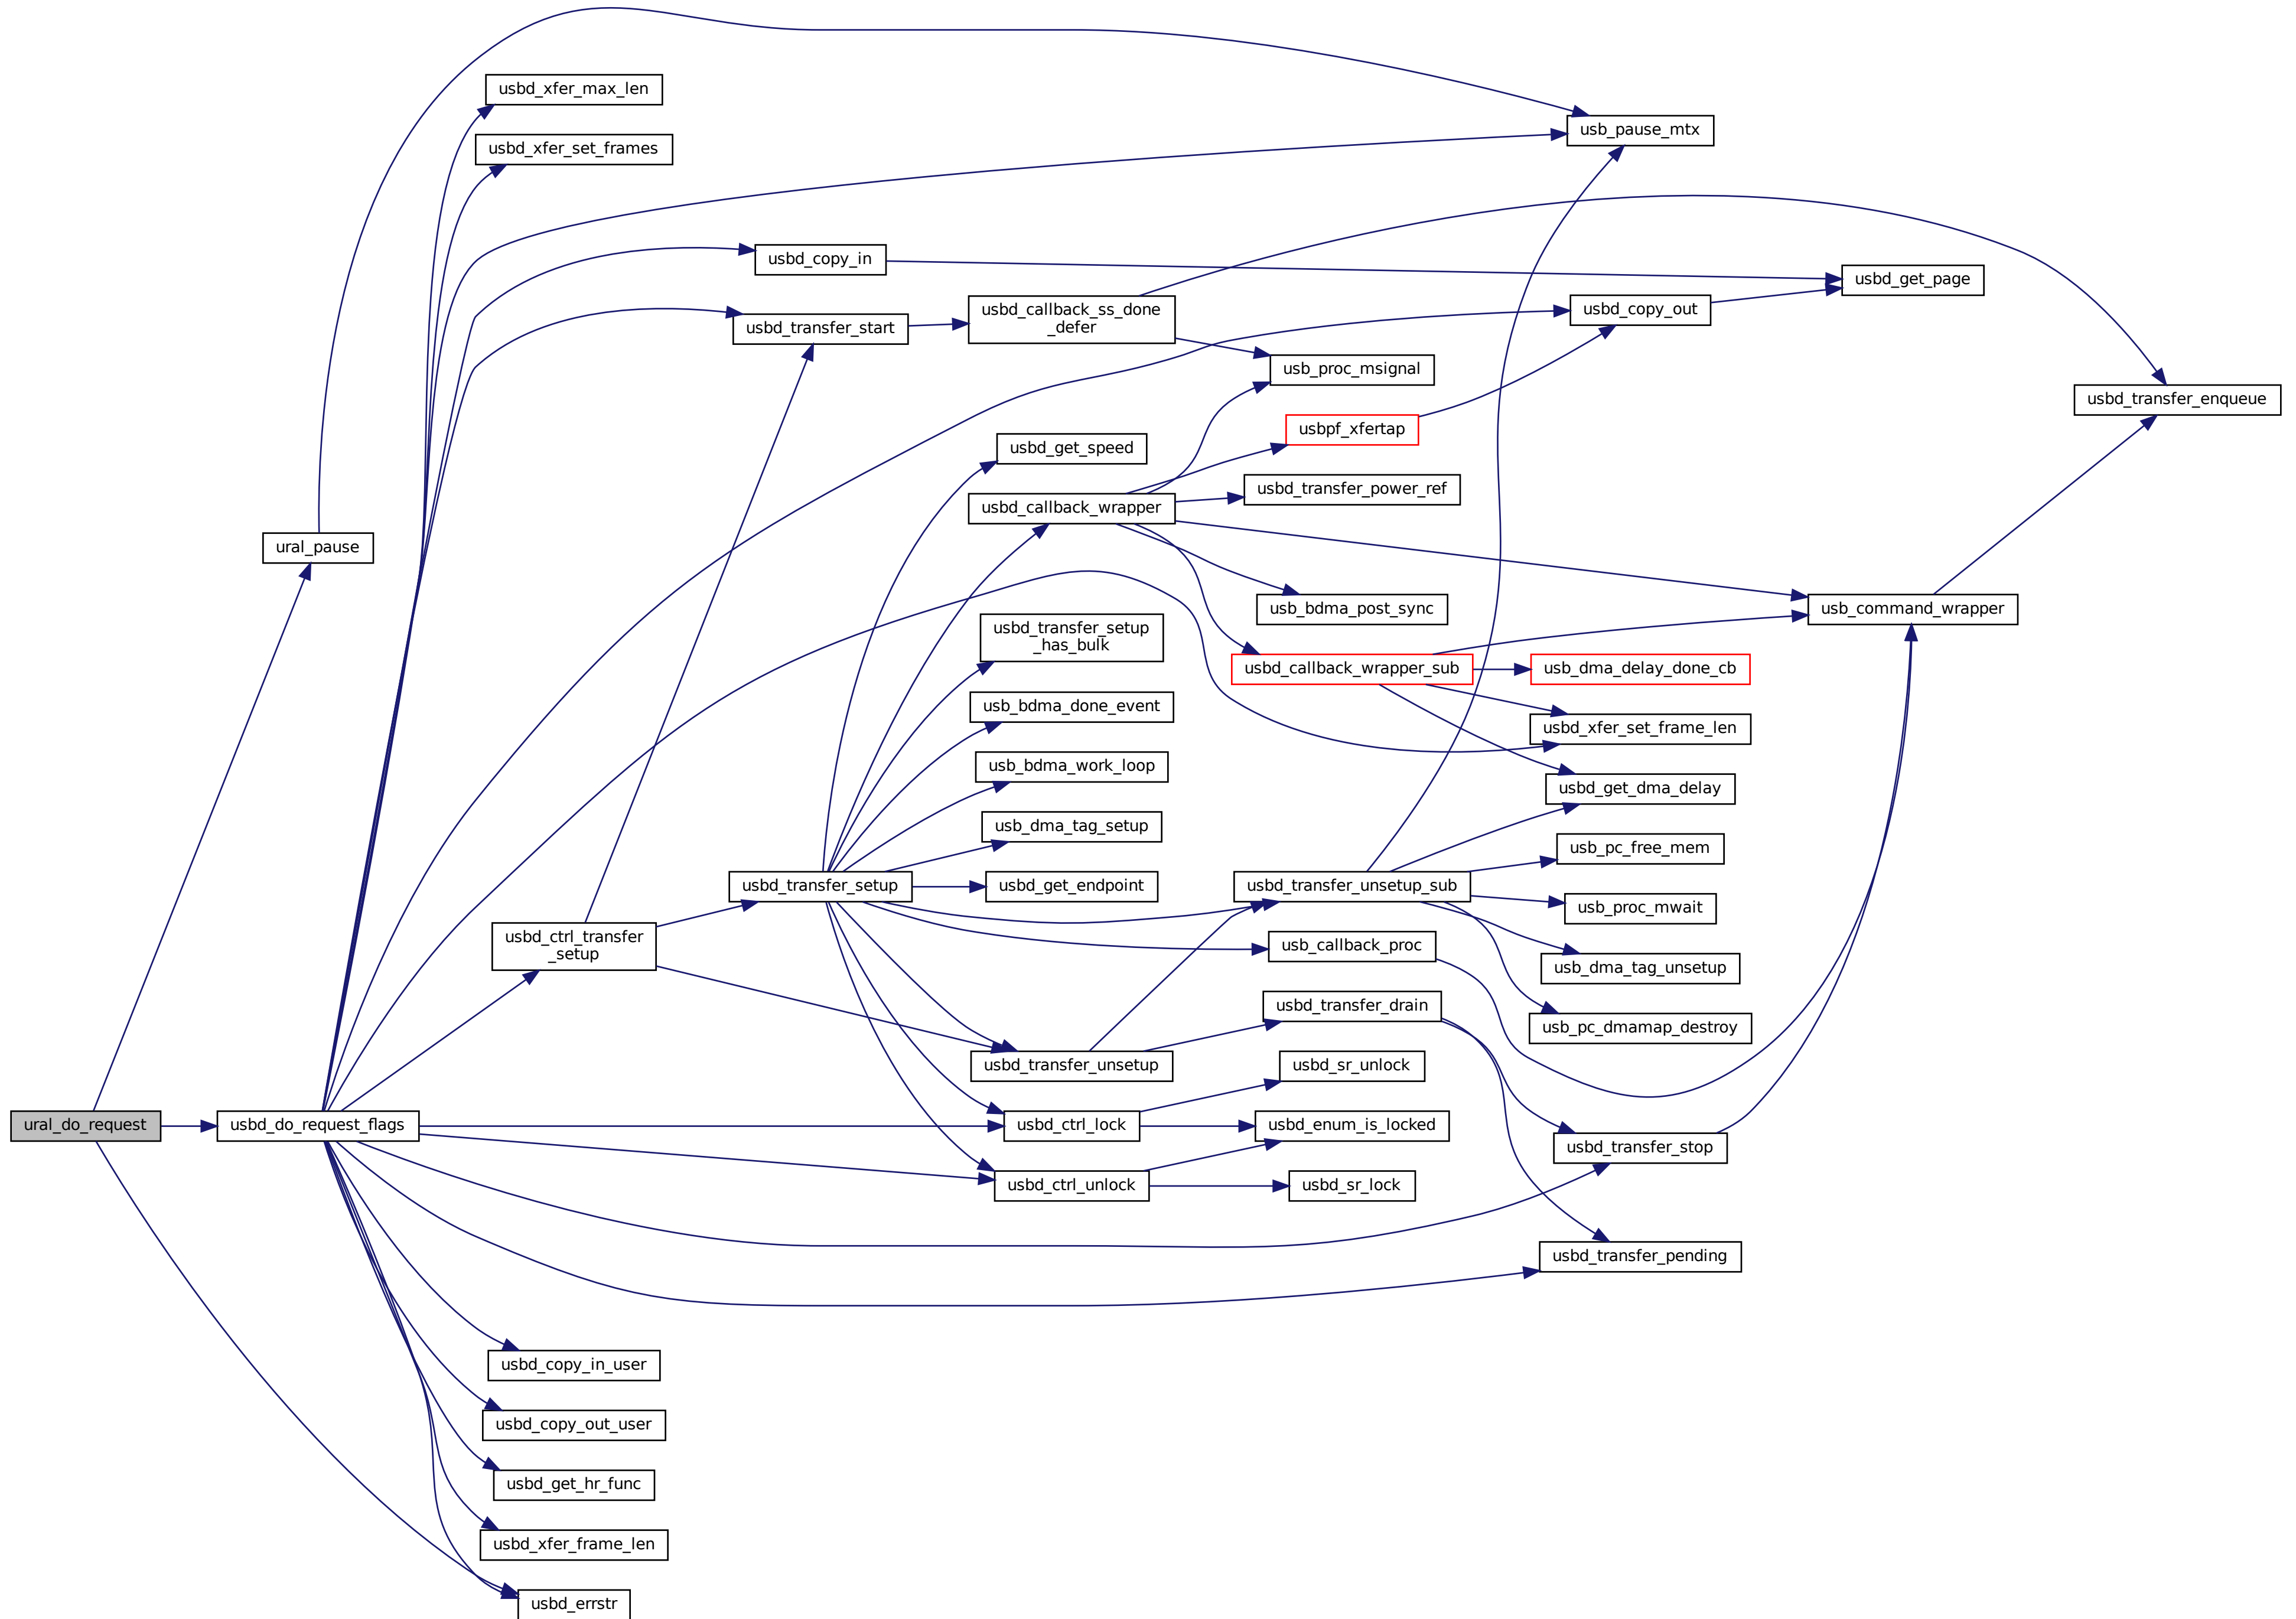 usbd_xfer_max_len
usb_pause_mtx
usbd_xfer_set_frames
usbd_copy_in
usbd_get_page
usbd_callback_ss_done
_defer
usbd_copy_out
usbd_transfer_start
usb_proc_msignal
usbd_transfer_enqueue
usbpf_xfertap
usbd_get_speed
usbd_transfer_power_ref
usbd_callback_wrapper
ural_pause
usb_bdma_post_sync
usb_command_wrapper
usbd_transfer_setup
_has_bulk
usbd_callback_wrapper_sub
usb_dma_delay_done_cb
usb_bdma_done_event
usbd_xfer_set_frame_len
usb_bdma_work_loop
usbd_get_dma_delay
usb_dma_tag_setup
usb_pc_free_mem
usbd_transfer_setup
usbd_get_endpoint
usbd_transfer_unsetup_sub
usb_proc_mwait
usbd_ctrl_transfer
_setup
usb_callback_proc
usb_dma_tag_unsetup
usbd_transfer_drain
usb_pc_dmamap_destroy
usbd_transfer_unsetup
usbd_sr_unlock
ural_do_request
usbd_do_request_flags
usbd_ctrl_lock
usbd_enum_is_locked
usbd_transfer_stop
usbd_ctrl_unlock
usbd_sr_lock
usbd_transfer_pending
usbd_copy_in_user
usbd_copy_out_user
usbd_get_hr_func
usbd_xfer_frame_len
usbd_errstr